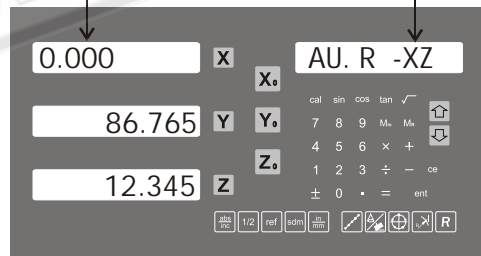 0.000 X AU. R -XZ
X₀
cal sin cos tan √
86.765 Y Y₀ 7 8 9
4 5 6 × +
Z₀ 1 2 3 ÷ − ce
12.345 Z
± 0 · = ent
abs/inc 1/2 ref sdm in/mm R